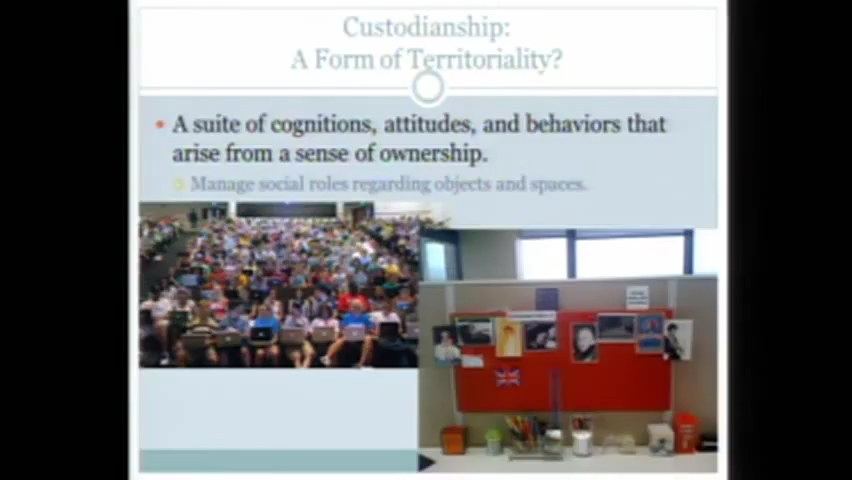 Custodianship:
A Form of Territoriality?
A suite of cognitions, attitudes, and behaviors that
arise from a sense of ownership.
Manage social roles regarding objects and spaces.